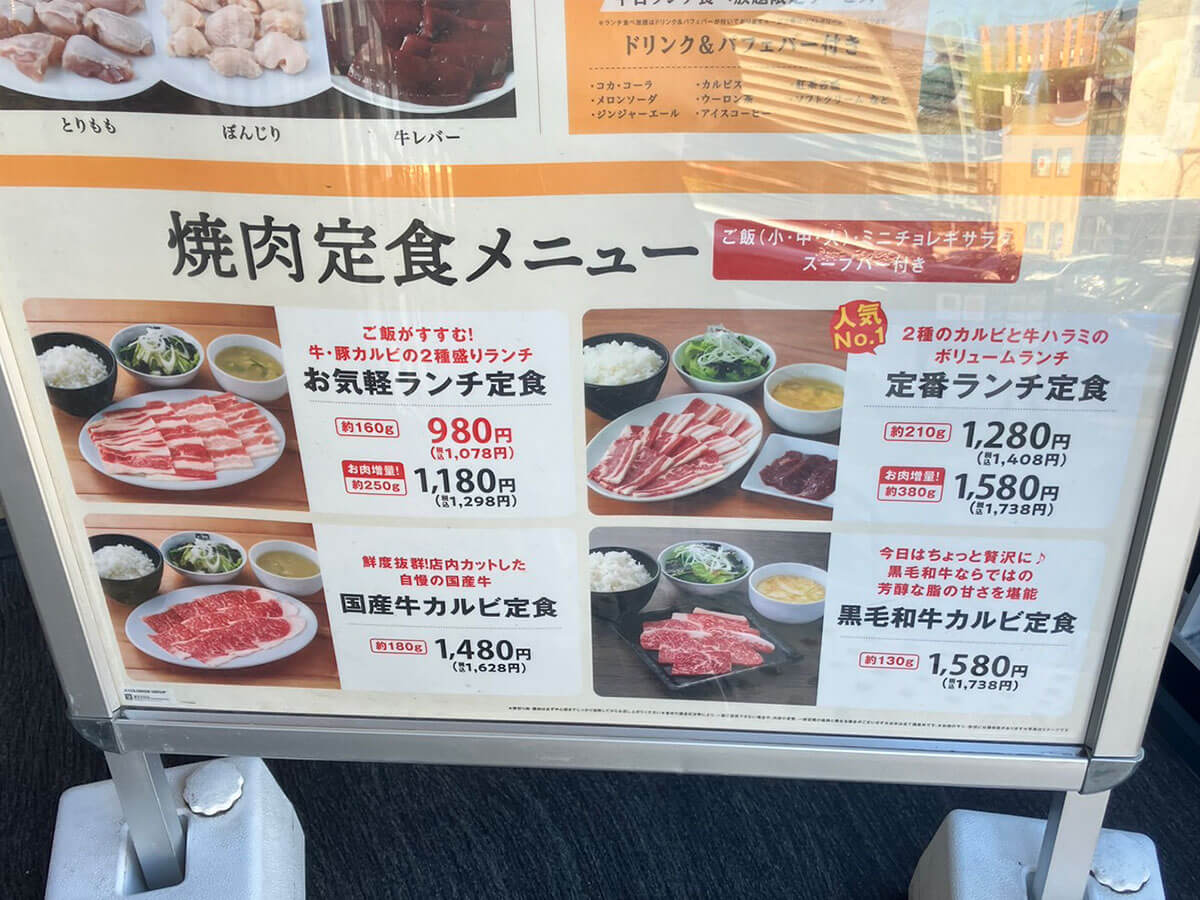 とりもも
ぼんじり
牛レバー
ドリンク&パフェバー付き
・コカ・コーラ
・カルピス
・メロンソーダ
・ウーロン茶
・ソフトクリーム など
・ジンジャーエール
・アイスコーヒー
焼肉定食メニュー
ご飯(小・中・大)・ミニチョレギサラダ
スープバー付き
ご飯がすすむ!
牛・豚カルビの2種盛りランチ
お気軽ランチ定食
約160g
980円
(税込1,078円)
お肉増量!
約250g
1,180円
(税込1,298円)
人気
No.1
2種のカルビと牛ハラミの
ボリュームランチ
定番ランチ定食
約210g
1,280円
(税込1,408円)
お肉増量!
約380g
1,580円
(税込1,738円)
鮮度抜群!店内カットした
自慢の国産牛
国産牛カルビ定食
約180g
1,480円
(税込1,628円)
今日はちょっと贅沢に♪
黒毛和牛ならではの
芳醇な脂の甘さを堪能
黒毛和牛カルビ定食
約130g
1,580円
(税込1,738円)